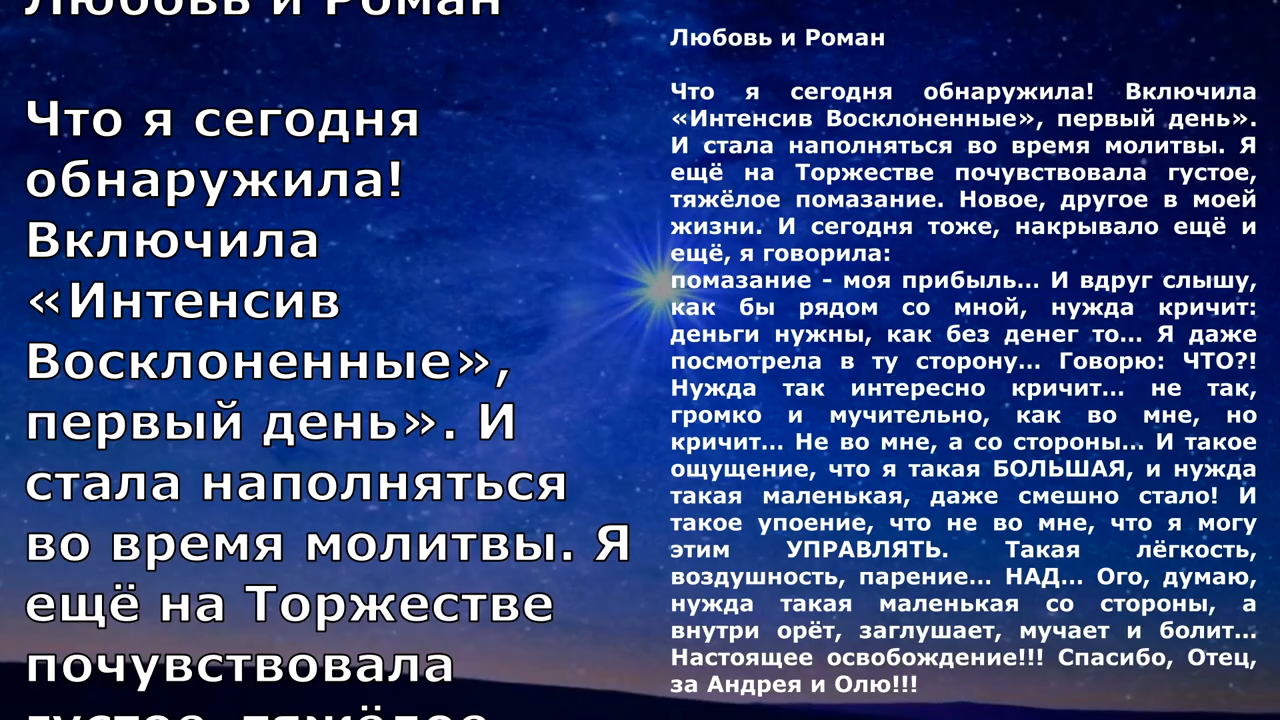 Любовь и Роман
Что я сегодня
обнаружила!
Включила
«Интенсив
Восклоненные»,
первый день». И
стала наполняться
во время молитвы. Я
ещё на Торжестве
почувствовала
густое, тяжёлое
Любовь и Роман
Что я сегодня обнаружила! Включила
«Интенсив Восклоненные», первый день».
И стала наполняться во время молитвы. Я
ещё на Торжестве почувствовала густое,
тяжёлое помазание. Новое, другое в моей
жизни. И сегодня тоже, накрывало ещё и
ещё, я говорила:
помазание - моя прибыль... И вдруг слышу,
как бы рядом со мной, нужда кричит:
деньги нужны, как без денег то... Я даже
посмотрела в ту сторону... Говорю: ЧТО?!
Нужда так интересно кричит... не так,
громко и мучительно, как во мне, но
кричит... Не во мне, а со стороны... И такое
ощущение, что я такая БОЛЬШАЯ, и нужда
такая маленькая, даже смешно стало! И
такое упоение, что не во мне, что я могу
этим УПРАВЛЯТЬ. Такая лёгкость,
воздушность, парение... НАД... Ого, думаю,
нужда такая маленькая со стороны, а
внутри орёт, заглушает, мучает и болит...
Настоящее освобождение!!! Спасибо, Отец,
за Андрея и Олю!!!